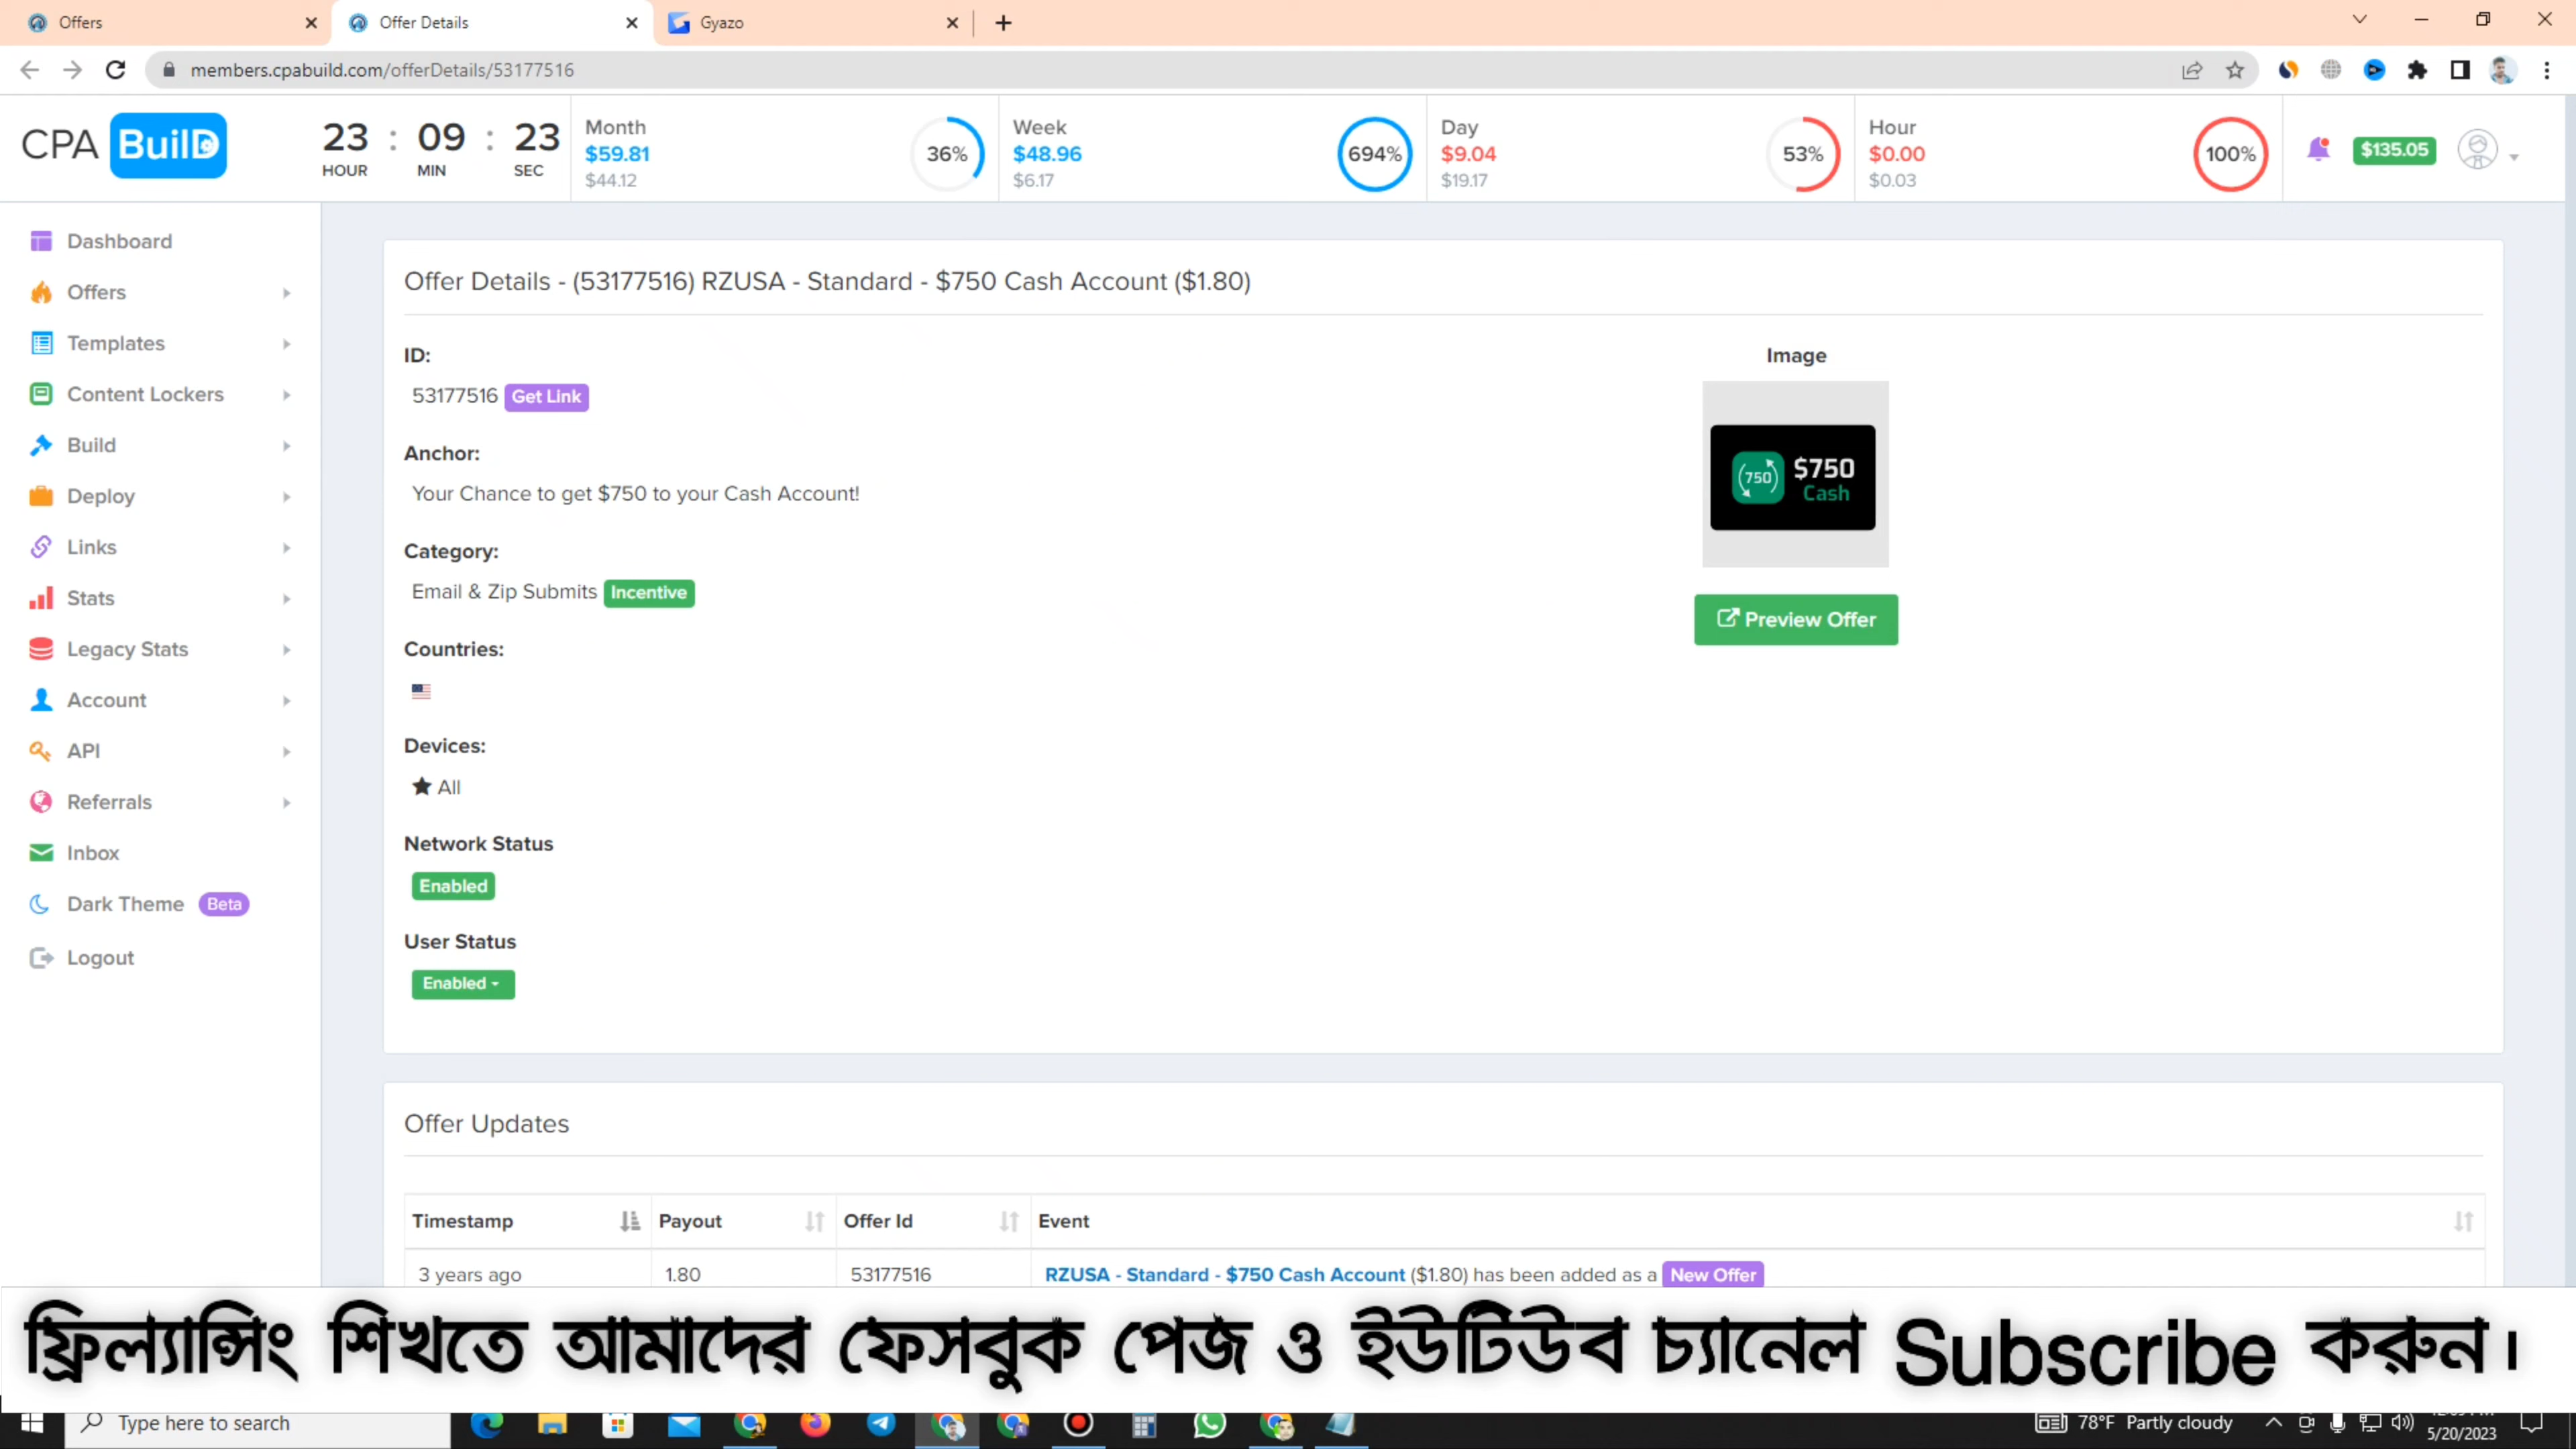 Offers
Offer Details
Gyazo
members.cpabuild.com/offerDetails/53177516
CPA BuilD
23 : 09 : 23
HOUR MIN SEC
Month
$59.81
$44.12
36%
Week
$48.96
$6.17
694%
Day
$9.04
$19.17
53%
Hour
$0.00
$0.03
100%
$135.05
Dashboard
Offers
Templates
Content Lockers
Build
Deploy
Links
Stats
Legacy Stats
Account
API
Referrals
Inbox
Dark Theme Beta
Logout
Offer Details - (53177516) RZUSA - Standard - $750 Cash Account ($1.80)
ID:
53177516 Get Link
Anchor:
Your Chance to get $750 to your Cash Account!
Category:
Email & Zip Submits Incentive
Countries:
Devices:
All
Network Status
Enabled
User Status
Enabled
Image
(750) $750
Cash
Preview Offer
Offer Updates
Timestamp Payout Offer Id Event
3 years ago 1.80 53177516 RZUSA - Standard - $750 Cash Account ($1.80) has been added as a New Offer
ফ্রিল্যান্সিং শিখতে আমাদের ফেসবুক পেজ ও ইউটিউব চ্যানেল Subscribe করুন।
Type here to search
78°F Partly cloudy
5/20/2023